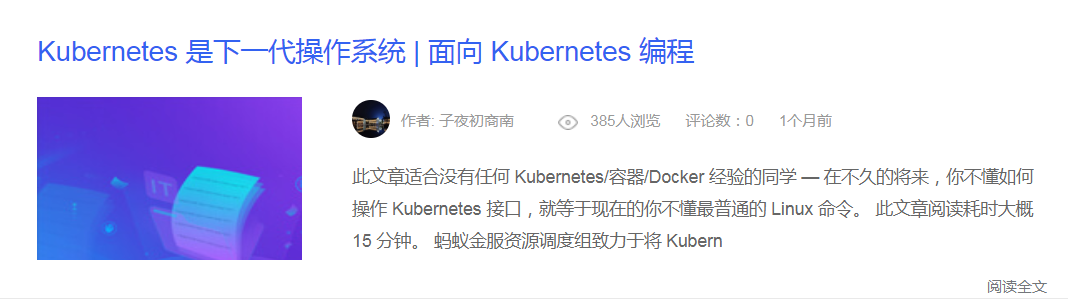 Kubernetes 是下一代操作系统 | 面向 Kubernetes 编程
IT
作者: 子夜初商南
385人浏览
评论数：0
1个月前
此文章适合没有任何 Kubernetes/容器/Docker 经验的同学 — 在不久的将来，你不懂如何
操作 Kubernetes 接口，就等于现在的你不懂最普通的 Linux 命令。 此文章阅读耗时大概
15 分钟。 蚂蚁金服资源调度组致力于将 Kubern
阅读全文